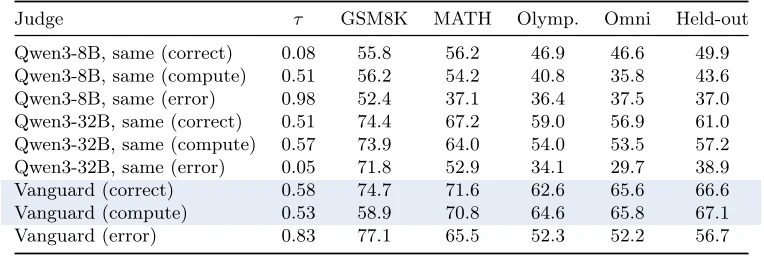 Judge τ GSM8K MATH Olymp. Omni Held-out
Qwen3-8B, same (correct) 0.08 55.8 56.2 46.9 46.6 49.9
Qwen3-8B, same (compute) 0.51 56.2 54.2 40.8 35.8 43.6
Qwen3-8B, same (error) 0.98 52.4 37.1 36.4 37.5 37.0
Qwen3-32B, same (correct) 0.51 74.4 67.2 59.0 56.9 61.0
Qwen3-32B, same (compute) 0.57 73.9 64.0 54.0 53.5 57.2
Qwen3-32B, same (error) 0.05 71.8 52.9 34.1 29.7 38.9
Vanguard (correct) 0.58 74.7 71.6 62.6 65.6 66.6
Vanguard (compute) 0.53 58.9 70.8 64.6 65.8 67.1
Vanguard (error) 0.83 77.1 65.5 52.3 52.2 56.7